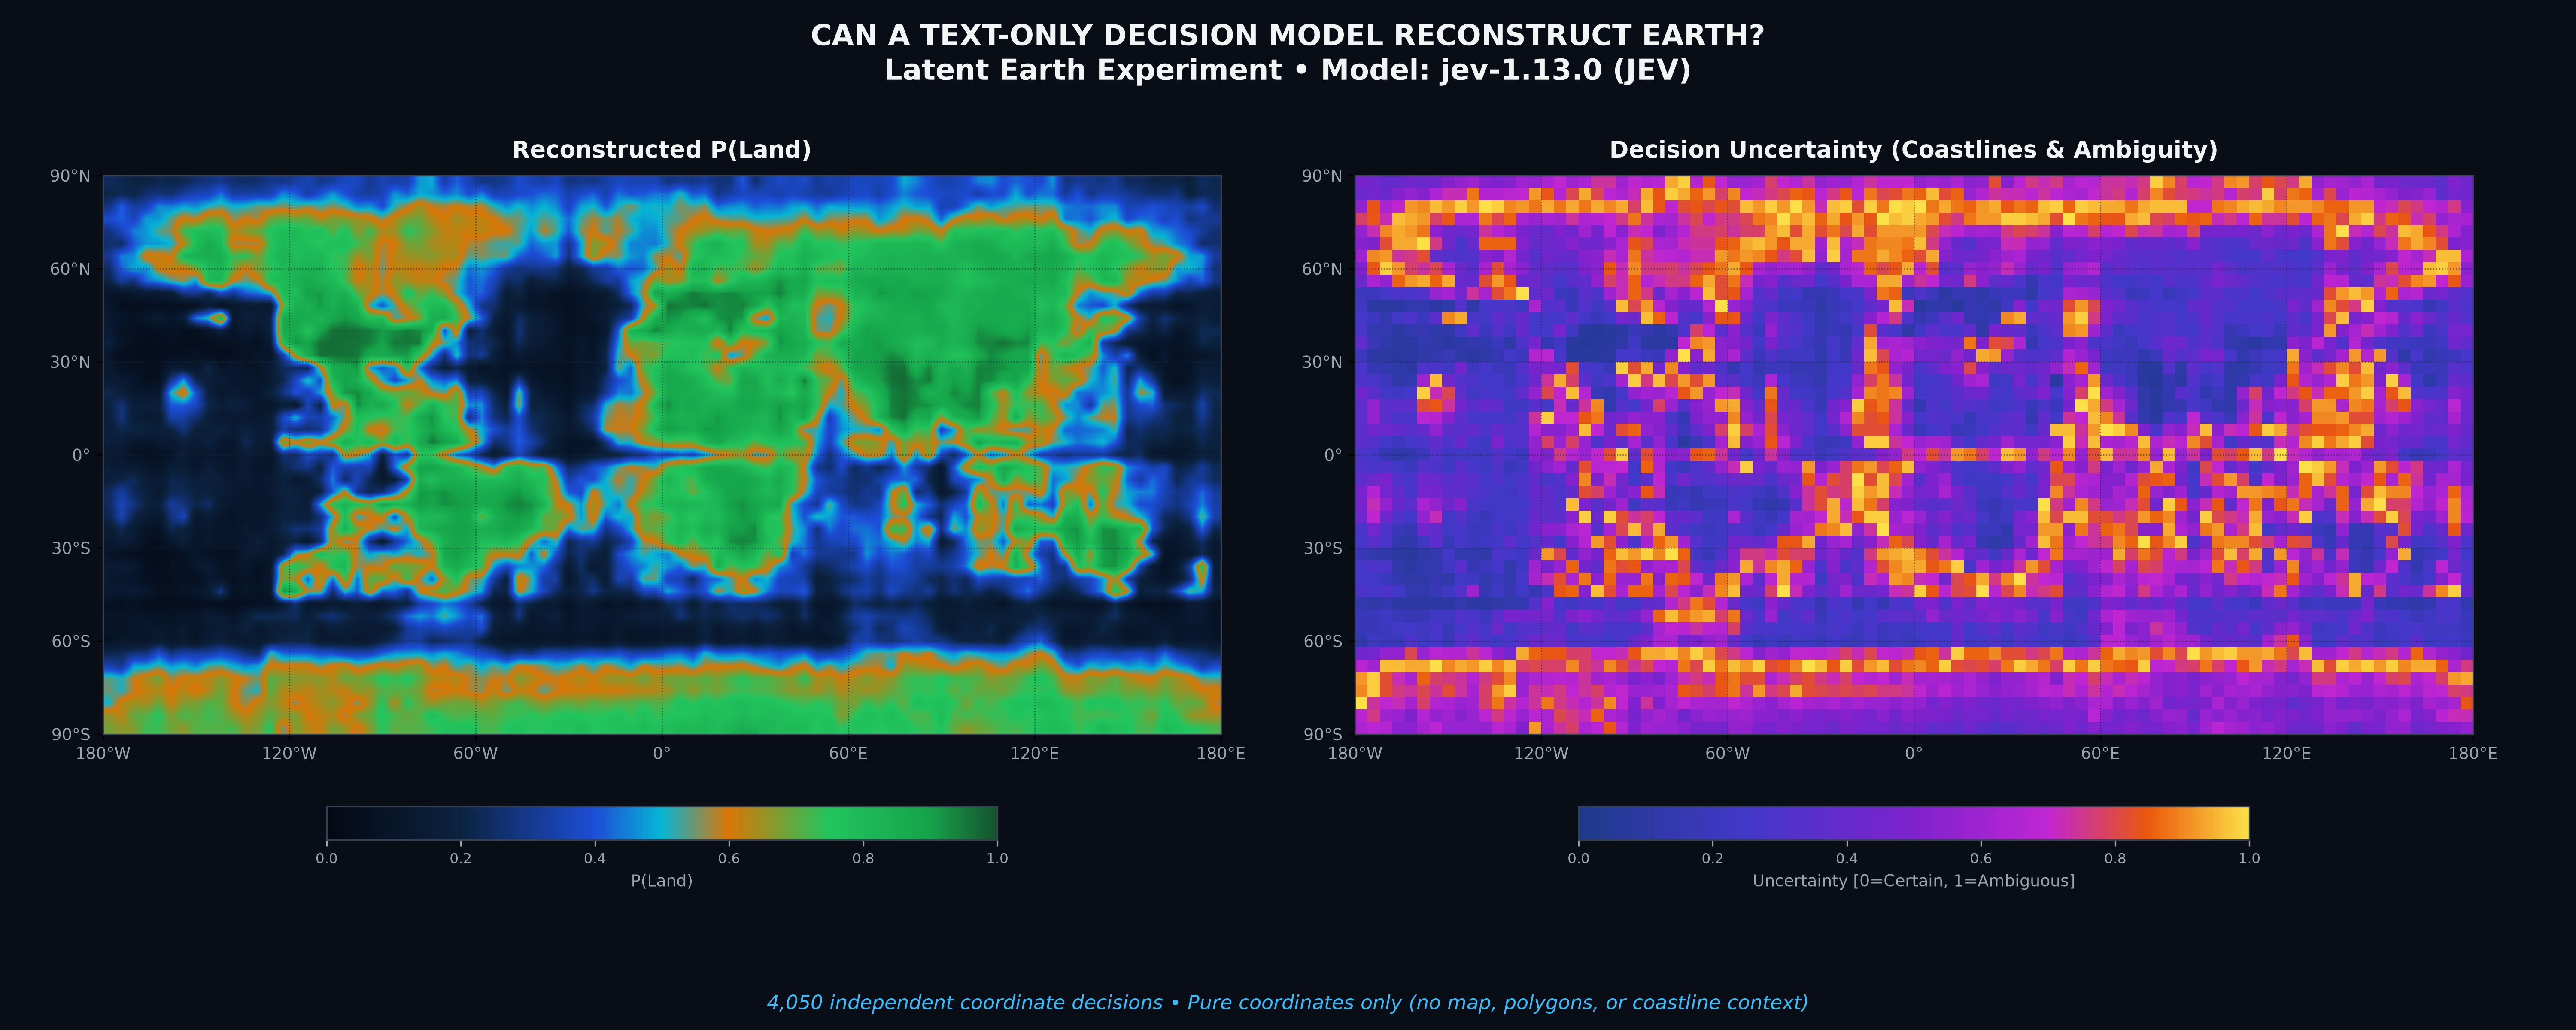 CAN A TEXT-ONLY DECISION MODEL RECONSTRUCT EARTH?
Latent Earth Experiment • Model: jev-1.13.0 (JEV)
Reconstructed P(Land)
90°N
60°N
30°N
0°
30°S
60°S
90°S
180°W 120°W 60°W 0° 60°E 120°E 180°E
0.0 0.2 0.4 0.6 0.8 1.0
P(Land)
Decision Uncertainty (Coastlines & Ambiguity)
90°N
60°N
30°N
0°
30°S
60°S
90°S
180°W 120°W 60°W 0° 60°E 120°E 180°E
0.0 0.2 0.4 0.6 0.8 1.0
Uncertainty [0=Certain, 1=Ambiguous]
4,050 independent coordinate decisions • Pure coordinates only (no map, polygons, or coastline context)